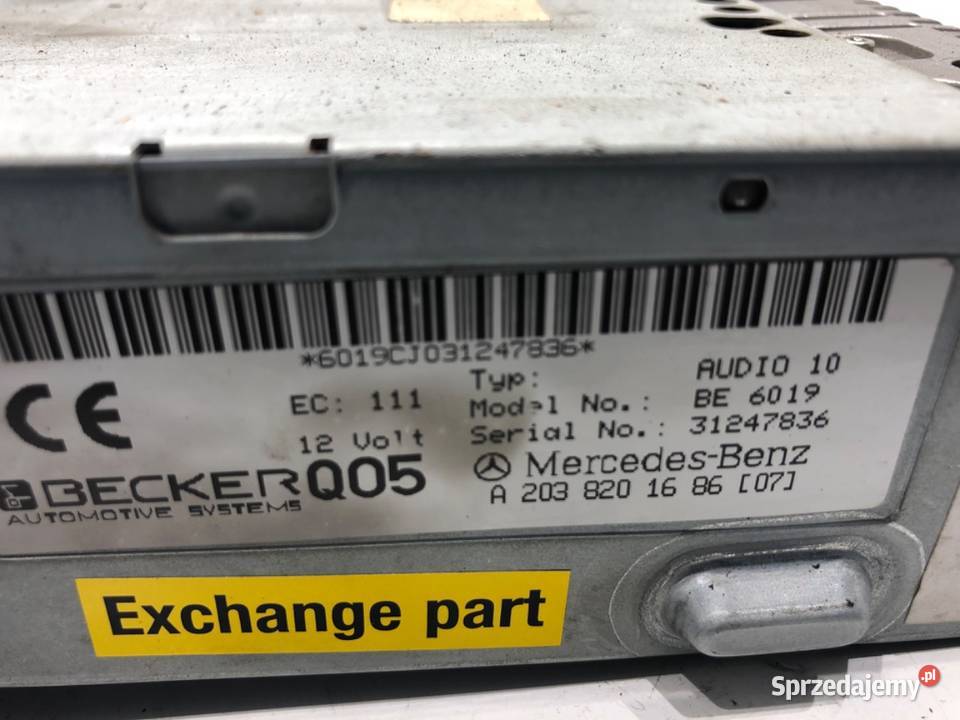 *6019CJ031247836*
Typ: AUDIO 10
EC: 111 Model No.: BE 6019
12 Volt Serial No.: 31247836
CE
BECKER Q05 Mercedes-Benz
AUTOMOTIVE SYSTEMS A 203 820 16 86 [07]
Exchange part
Sprzedajemy.pl